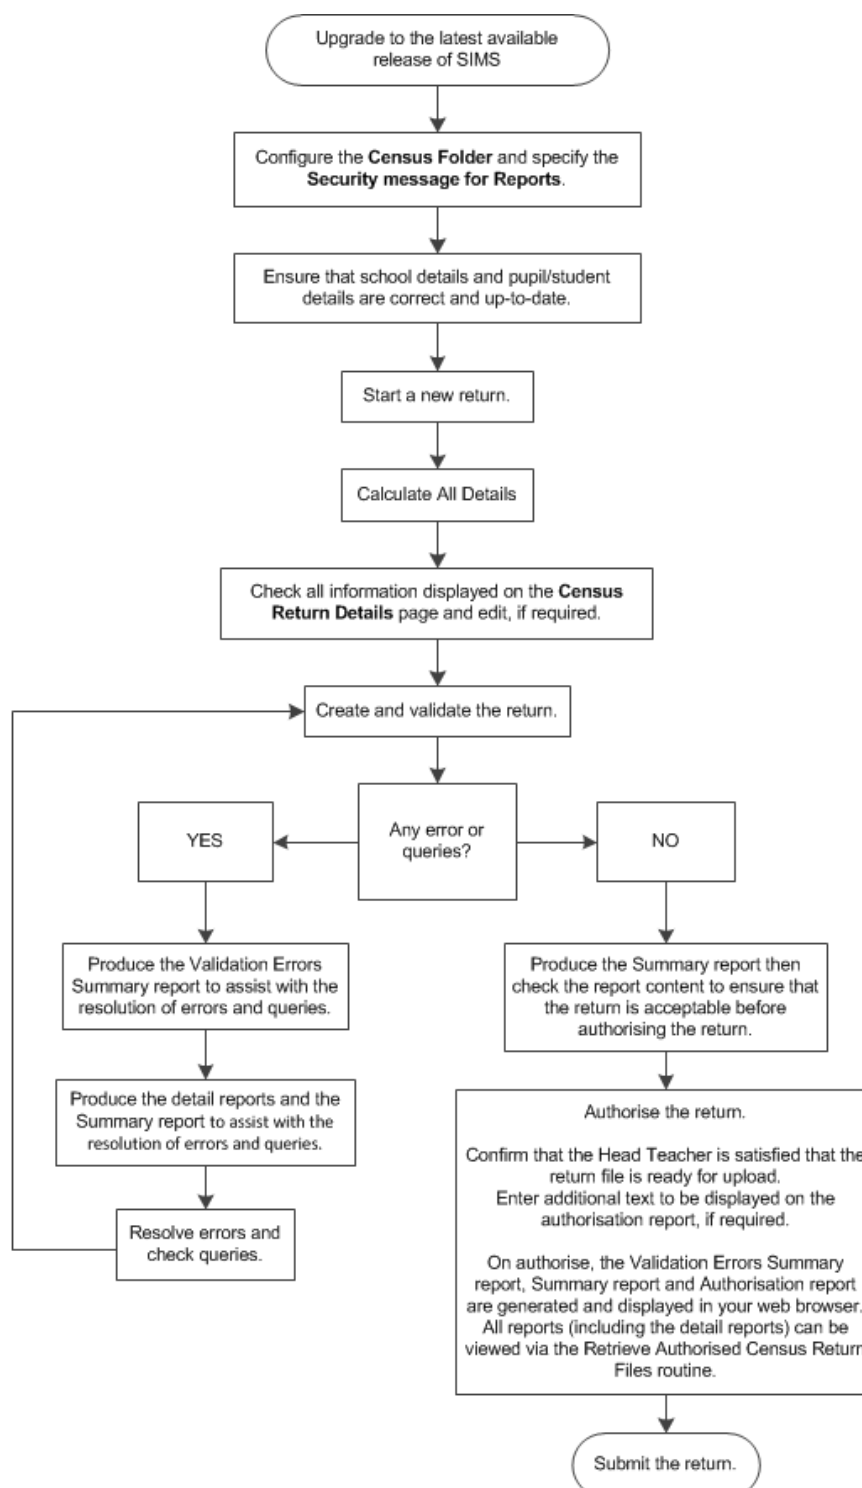 Upgrade to the latest available
release of SIMS
Configure the Census Folder and specify the
Security message for Reports.
Ensure that school details and pupil/student
details are correct and up-to-date.
Start a new return.
Calculate All Details
Check all information displayed on the Census
Return Details page and edit, if required.
Create and validate the return.
Any error or
queries?
YES
NO
Produce the Validation Errors
Summary report to assist with the
resolution of errors and queries.
Produce the detail reports and the
Summary report to assist with the
resolution of errors and queries.
Resolve errors and
check queries.
Produce the Summary report then
check the report content to ensure that
the return is acceptable before
authorising the return.
Authorise the return.
Confirm that the Head Teacher is satisfied that the
return file is ready for upload.
Enter additional text to be displayed on the
authorisation report, if required.
On authorise, the Validation Errors Summary
report, Summary report and Authorisation report
are generated and displayed in your web browser.
All reports (including the detail reports) can be
viewed via the Retrieve Authorised Census Return
Files routine.
Submit the return.